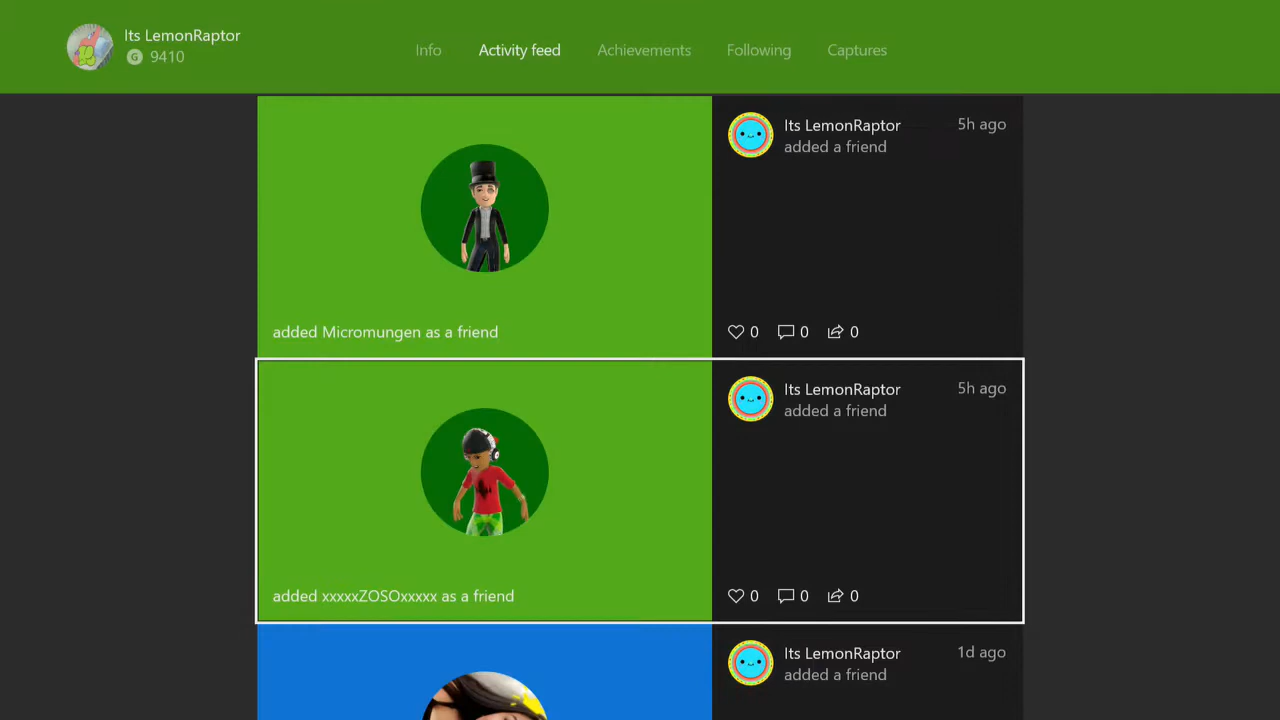 Its LemonRaptor
G 9410
Info
Activity feed
Achievements
Following
Captures
Its LemonRaptor
5h ago
added a friend
added Micromungen as a friend
0
0
0
Its LemonRaptor
5h ago
added a friend
added xxxxxZOSOxxxxx as a friend
0
0
0
Its LemonRaptor
1d ago
added a friend